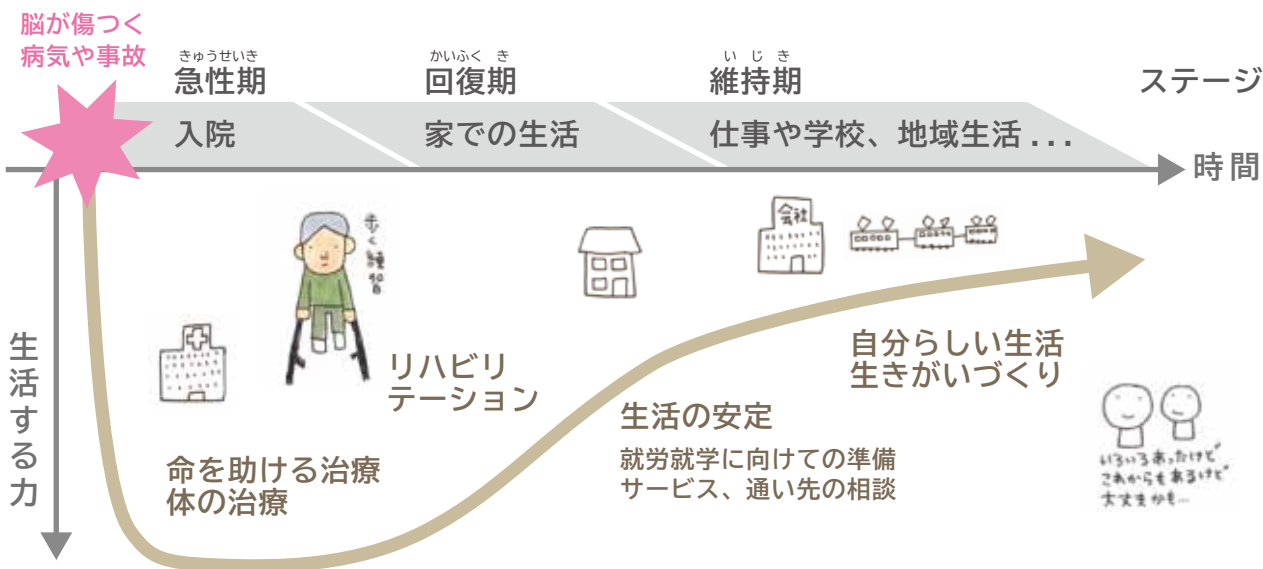 脳が傷つく
病気や事故
きゅうせいき
急性期
かいふくき
回復期
いじき
維持期
ステージ
入院
家での生活
仕事や学校、地域生活...
時間
生活する力
歩く練習
会社
リハビリ
テーション
命を助ける治療
体の治療
生活の安定
就労就学に向けての準備
サービス、通い先の相談
自分らしい生活
生きがいづくり
いろいろあったけど
これからもあるけど
大丈夫かも…